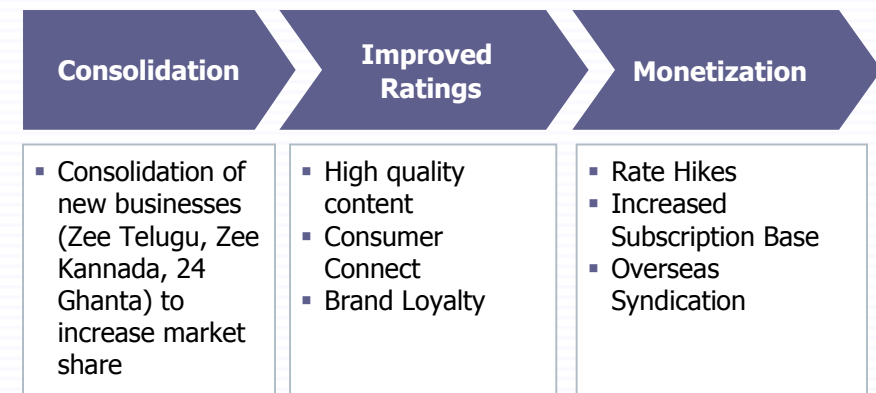 Consolidation
Improved
Ratings
Monetization
▪ Consolidation of
new businesses
(Zee Telugu, Zee
Kannada, 24
Ghanta) to
increase market
share
▪ High quality
content
▪ Consumer
Connect
▪ Brand Loyalty
▪ Rate Hikes
▪ Increased
Subscription Base
▪ Overseas
Syndication